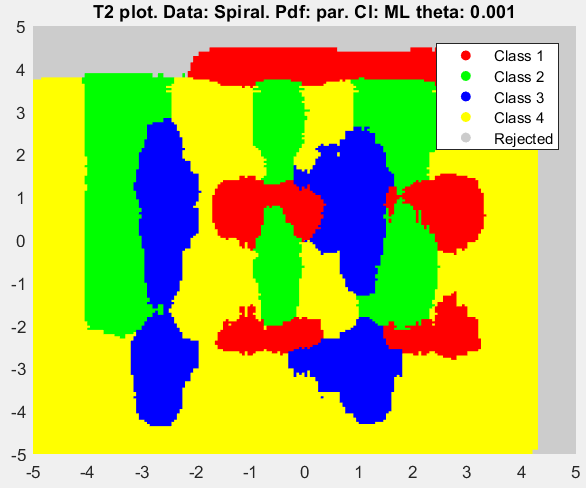 T2 plot. Data: Spiral. Pdf: par. Cl: ML theta: 0.001
5
4
3
2
1
0
-1
-2
-3
-4
-5
Class 1
Class 2
Class 3
Class 4
Rejected
-5 -4 -3 -2 -1 0 1 2 3 4 5